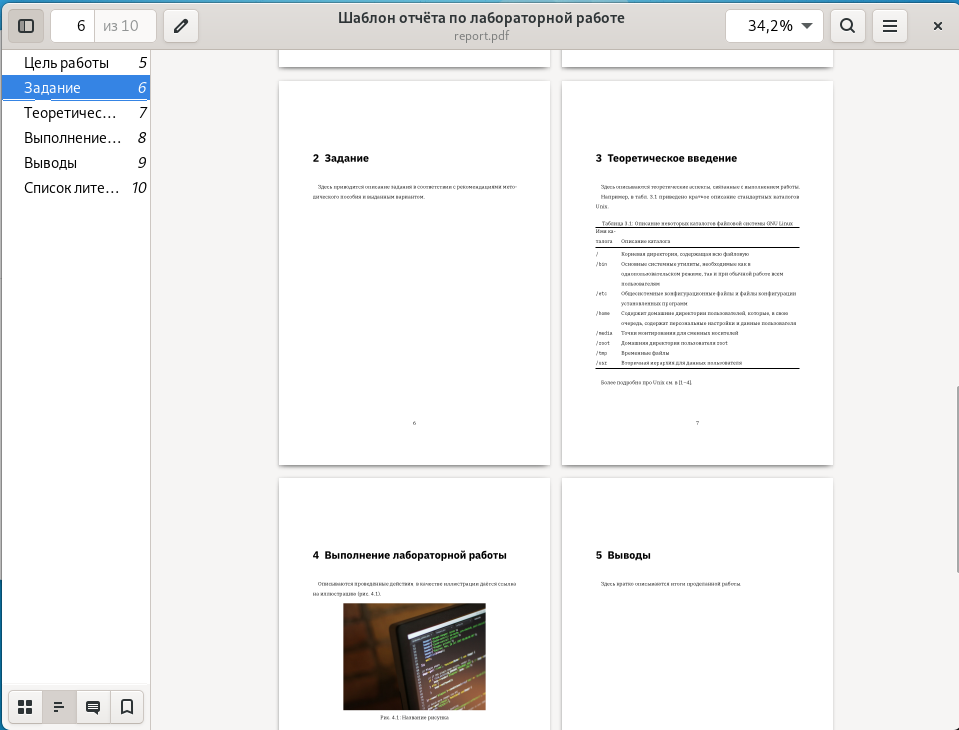 6 из 10
Шаблон отчёта по лабораторной работе
report.pdf
34,2%
Цель работы 5
Задание 6
Теоретичес… 7
Выполнение… 8
Выводы 9
Список лите… 10
2 Задание
Здесь приводится описание задания в соответствии с рекомендациями мето-
дического пособия и выданным вариантом.
6
3 Теоретическое введение
Здесь описываются теоретические аспекты, связанные с выполнением работы.
Например, в табл. 3.1 приведено краткое описание стандартных каталогов
Unix.
Таблица 3.1: Описание некоторых каталогов файловой системы GNU Linux
Имя ка-
талога Описание каталога
/ Корневая директория, содержащая всю файловую
/bin Основные системные утилиты, необходимые как в
однопользовательском режиме, так и при обычной работе всем
пользователям
/etc Общесистемные конфигурационные файлы и файлы конфигурации
установленных программ
/home Содержит домашние директории пользователей, которые, в свою
очередь, содержат персональные настройки и данные пользователя
/media Точки монтирования для сменных носителей
/root Домашняя директория пользователя root
/tmp Временные файлы
/usr Вторичная иерархия для данных пользователя
Более подробно про Unix см. в [1–4].
7
4 Выполнение лабораторной работы
Описываются проведённые действия, в качестве иллюстрации даётся ссылка
на иллюстрацию (рис. 4.1).
Рис. 4.1: Название рисунка
5 Выводы
Здесь кратко описываются итоги проделанной работы.